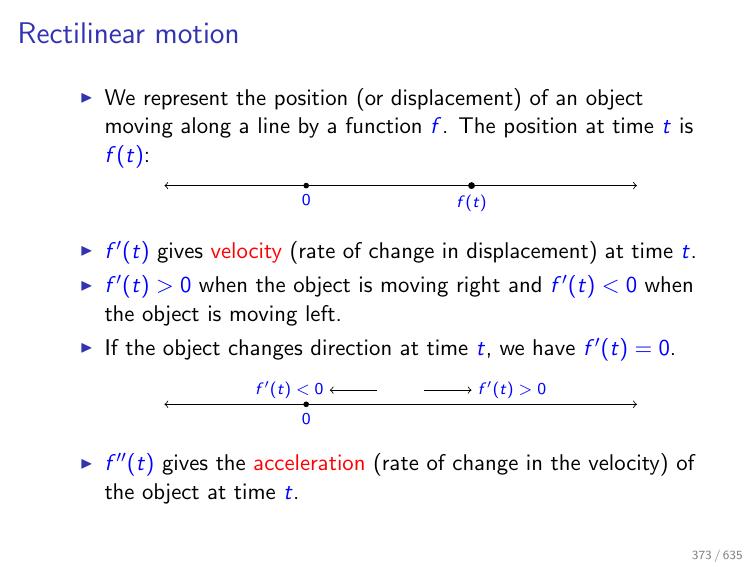 Rectilinear motion
▶ We represent the position (or displacement) of an object
moving along a line by a function f. The position at time t is
f(t):
0 f(t)
▶ f′(t) gives velocity (rate of change in displacement) at time t.
▶ f′(t) > 0 when the object is moving right and f′(t) < 0 when
the object is moving left.
▶ If the object changes direction at time t, we have f′(t) = 0.
f′(t) < 0 f′(t) > 0
0
▶ f″(t) gives the acceleration (rate of change in the velocity) of
the object at time t.
373 / 635